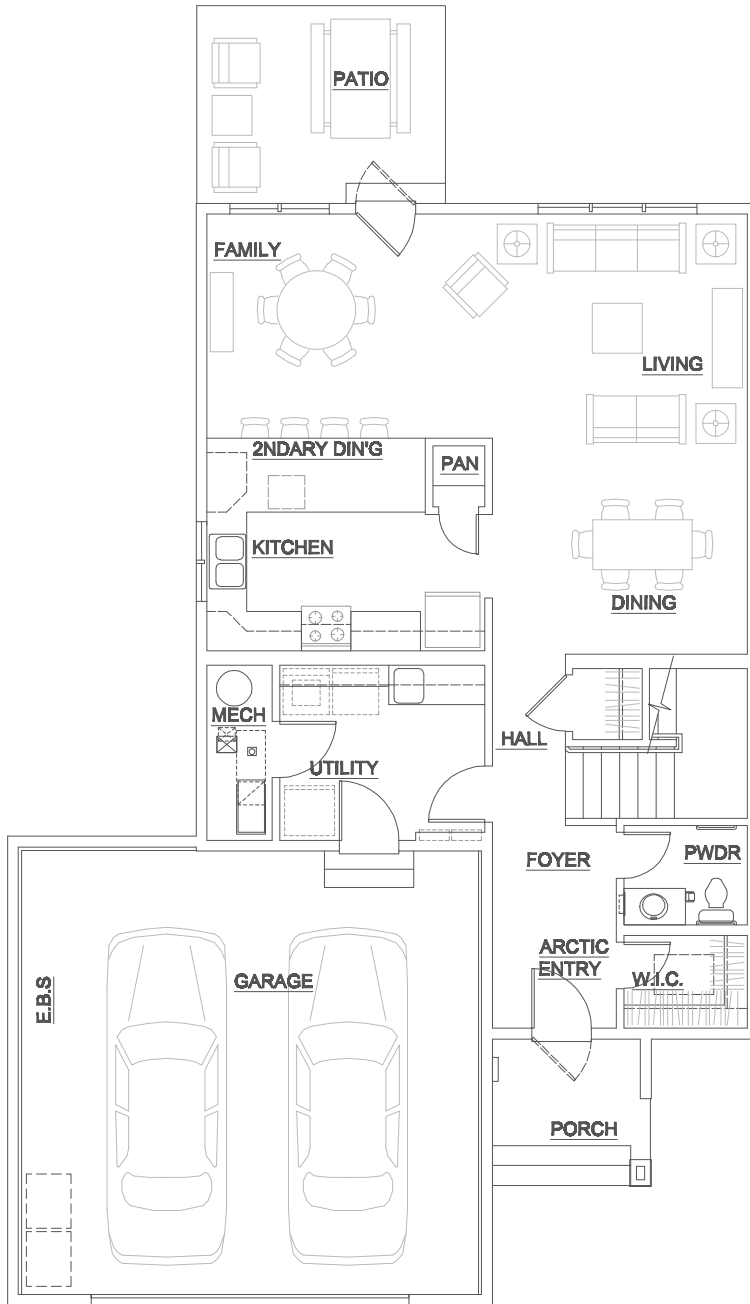 PATIO
FAMILY
LIVING
2NDARY DIN'G
PAN
KITCHEN
DINING
MECH
HALL
UTILITY
FOYER
PWDR
ARCTIC
ENTRY
W.I.C.
GARAGE
E.B.S
PORCH